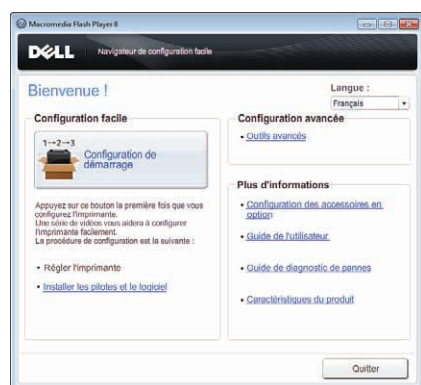 Macromedia Flash Player 8
DELL
Navigateur de configuration facile
Bienvenue !
Langue :
Français
Configuration facile
1→2→3
Configuration de
démarrage
Appuyez sur ce bouton la première fois que vous
configurez l'imprimante.
Une série de vidéos vous aidera à configurer
l'imprimante facilement.
La procédure de configuration est la suivante :
• Régler l'imprimante
• Installer les pilotes et le logiciel
Configuration avancée
• Outils avancés
Plus d'informations
• Configuration des accessoires en
option
• Guide de l'utilisateur
• Guide de diagnostic de pannes
• Caractéristiques du produit
Quitter